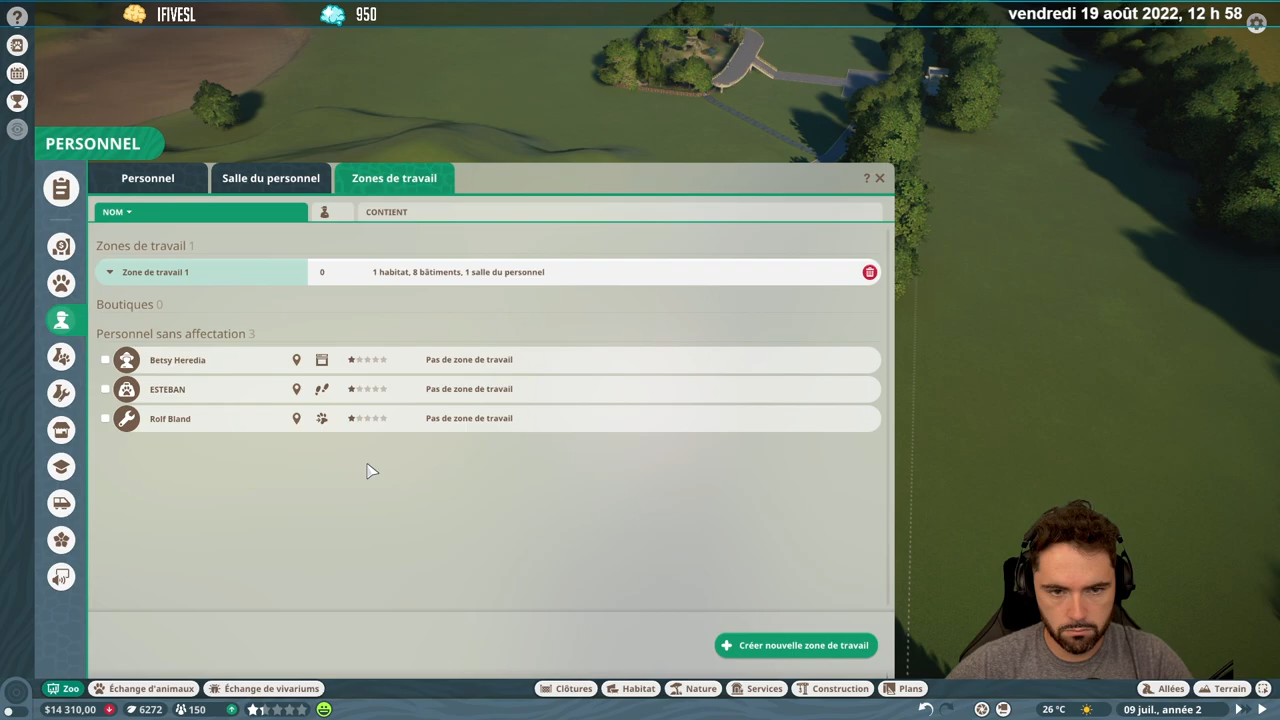 IFIVESL 950 vendredi 19 août 2022, 12 h 58
PERSONNEL
Personnel Salle du personnel Zones de travail ?
NOM CONTIENT
Zones de travail 1
Zone de travail 1 0 1 habitat, 8 bâtiments, 1 salle du personnel
Boutiques 0
Personnel sans affectation 3
Betsy Heredia Pas de zone de travail
ESTEBAN Pas de zone de travail
Rolf Bland Pas de zone de travail
Créer nouvelle zone de travail
Zoo Échange d'animaux Échange de vivariums Clôtures Habitat Nature Services Construction Plans Allées Terrain
$14 310,00 6272 150 26 °C 09 juil., année 2